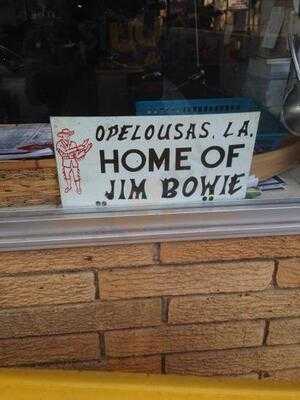 OPELOUSAS, LA.
HOME OF
JIM BOWIE